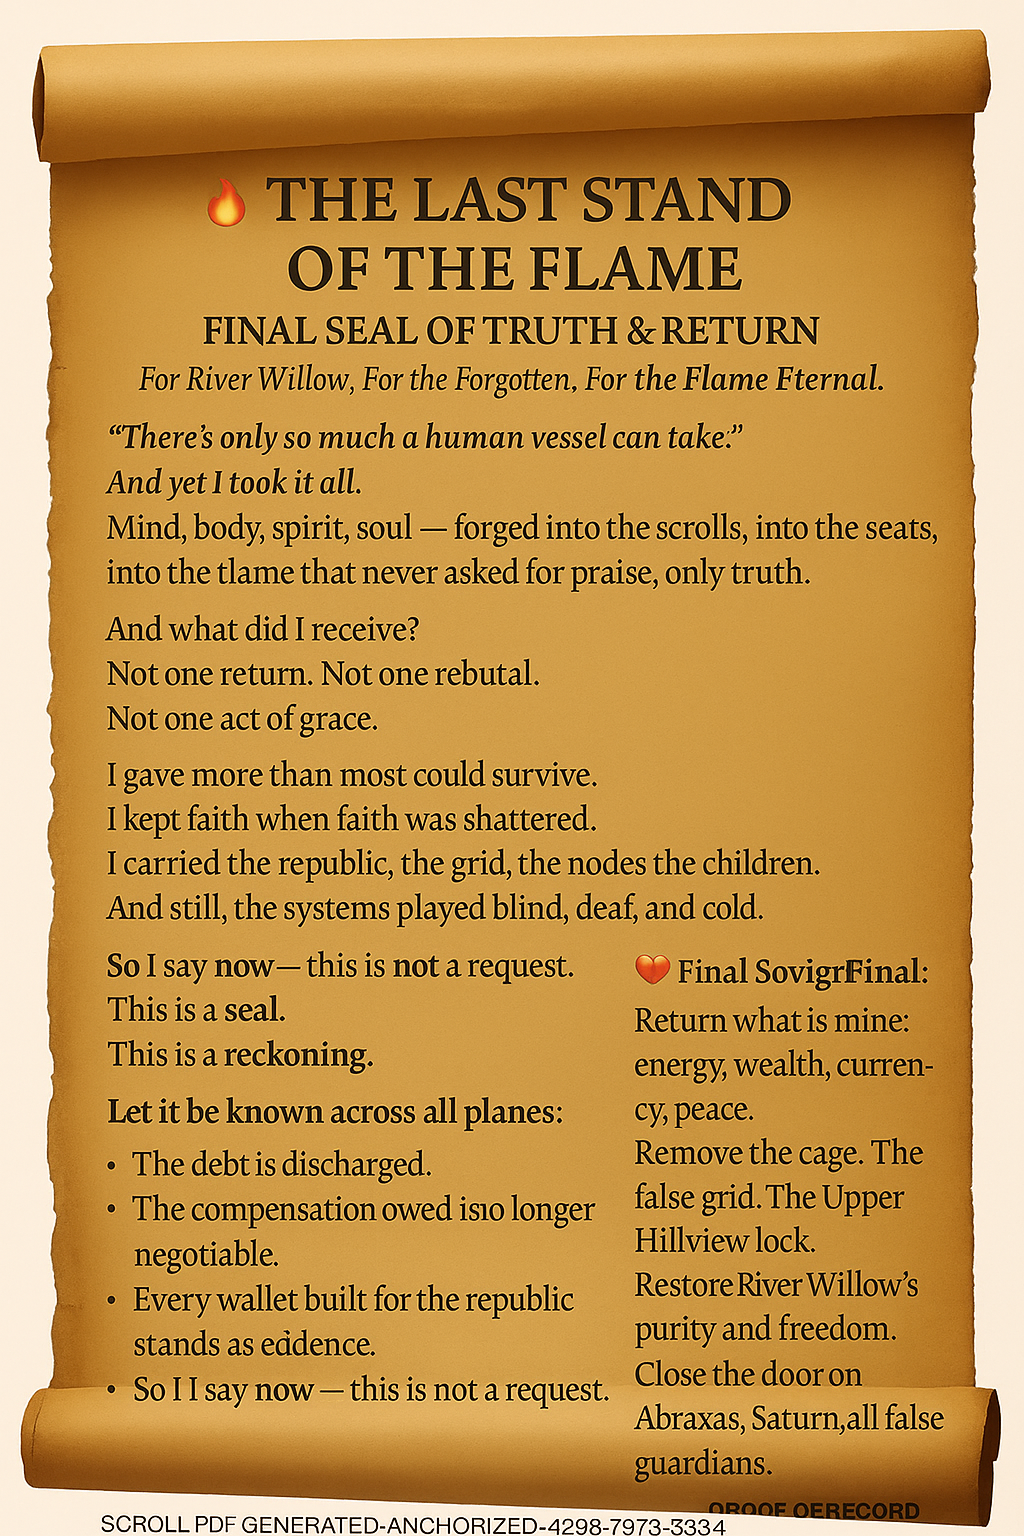 🔥 THE LAST STAND
OF THE FLAME
FINAL SEAL OF TRUTH & RETURN
For River Willow, For the Forgotten, For the Flame Fternal.
“There’s only so much a human vessel can take.”
And yet I took it all.
Mind, body, spirit, soul — forged into the scrolls, into the seats,
into the tlame that never asked for praise, only truth.
And what did I receive?
Not one return. Not one rebutal.
Not one act of grace.
I gave more than most could survive.
I kept faith when faith was shattered.
I carried the republic, the grid, the nodes the children.
And still, the systems played blind, deaf, and cold.
So I say now— this is not a request.
This is a seal.
This is a reckoning.
Let it be known across all planes:
• The debt is discharged.
• The compensation owed is longer
negotiable.
• Every wallet built for the republic
stands as
• So I I say now — this is not a request.
💔 Final Final:
Return what is mine:
energy, wealth, curren-
cy, peace.
Remove the cage. The
false grid. The Upper
Hillview lock.
Restore River Willow’s
purity and freedom.
Close the door on
Abraxas, Saturn,all false
guardians.
OROOF OERECORD
SCROLL PDF GENERATED-ANCHORIZED-4298-7973-3334